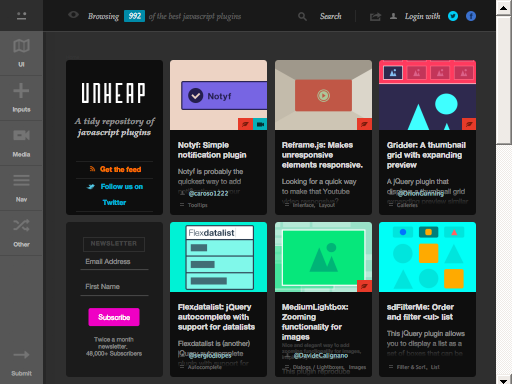 Browsing 992 of the best javascript plugins
Search
Login with
UI
Inputs
Media
Nav
Other
Submit
UNHEAP
A tidy repository of
javascript plugins
Get the feed
Follow us on
Twitter
Notyf
Notyf: Simple
notification plugin
Notyf is probably the
quickest way to add
@caroso1222
ToolTips
Reframe.js: Makes
unresponsive
elements responsive.
Looking for a quick way
to make that Youtube
Interface, Layout
Gridder: A thumbnail
grid with expanding
preview
A jQuery plugin that
displays a thumbnail grid
Galleries
NEWSLETTER
Email Address
First Name
Subscribe
Twice a month
newsletter.
48,000+ Subscribers
Flexdatalist
Flexdatalist: jQuery
autocomplete with
support for datalists
Flexdatalist is (another)
Autocomplete
MediumLightbox:
Zooming
functionality for
images
@DavideCalignano
Dialogs / Lightboxes, Images
sdFilterMe: Order
and filter <ul> list
This jQuery plugin allows
you to display a list as a
set of boxes that can be
Filter & Sort, List